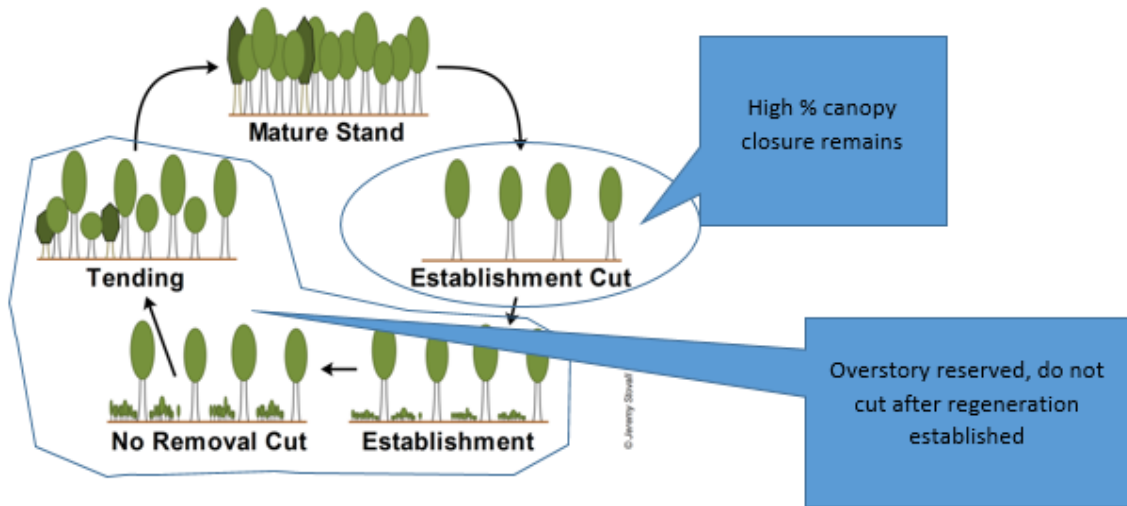 Mature Stand
High % canopy
closure remains
Establishment Cut
Tending
No Removal Cut
Establishment
Overstory reserved, do not
cut after regeneration
established
© Jeremy Stovall